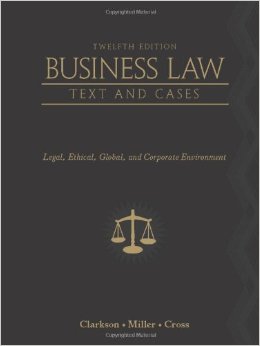 TWELFTH EDITION
BUSINESS LAW
TEXT AND CASES
Legal, Ethical, Global, and Corporate Environment
Clarkson • Miller • Cross